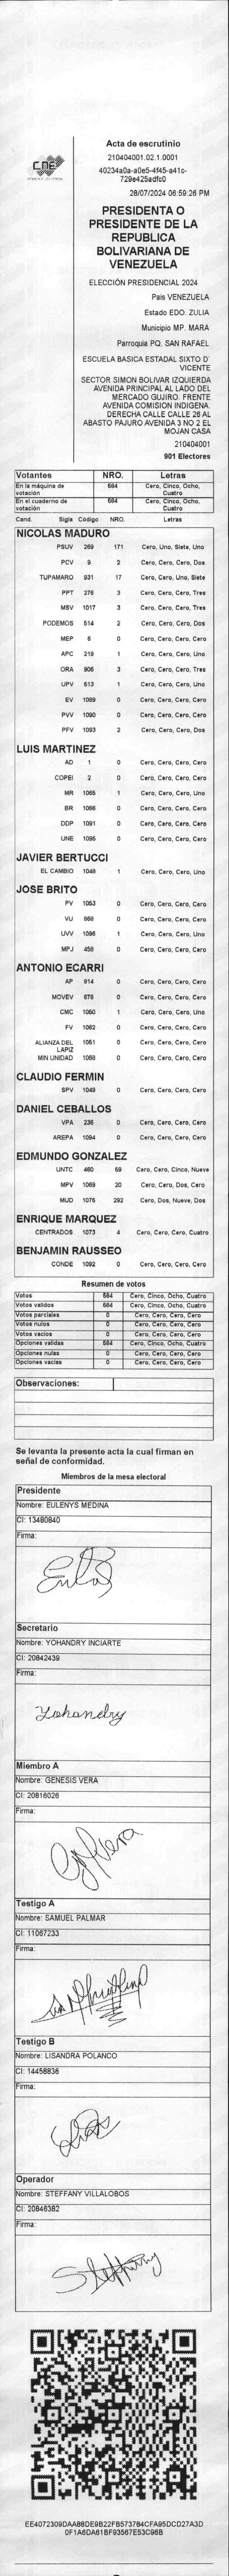 Acta de escrutinio
210404001.02.1.0001
40234a0a-a0e5-4f45-a41c-
729e425adfc0
28/07/2024 06:59:26 PM
PRESIDENTA O
PRESIDENTE DE LA
REPUBLICA
BOLIVARIANA DE
VENEZUELA
ELECCIÓN PRESIDENCIAL 2024
País VENEZUELA
Estado EDO. ZULIA
Municipio MP. MARA
Parroquia PQ. SAN RAFAEL
ESCUELA BASICA ESTADAL SIXTO D'
VICENTE
SECTOR SIMON BOLIVAR IZQUIERDA
AVENIDA PRINCIPAL AL LADO DEL
MERCADO GUJIRO. FRENTE
AVENIDA COMISION INDIGENA.
DERECHA CALLE CALLE 26 AL
ABASTO PAJURO AVENIDA 3 NO 2 EL
MOJAN CASA
210404001
901 Electores
Votantes NRO. Letras
En la máquina de votación 584 Cero, Cinco, Ocho, Cuatro
En el cuaderno de votación 584 Cero, Cinco, Ocho, Cuatro
Cand. Sigla Código NRO. Letras
NICOLAS MADURO
PSUV 269 171 Cero, Uno, Siete, Uno
PCV 9 2 Cero, Cero, Cero, Dos
TUPAMARO 931 17 Cero, Cero, Uno, Siete
PPT 276 3 Cero, Cero, Cero, Tres
MSV 1017 3 Cero, Cero, Cero, Tres
PODEMOS 514 2 Cero, Cero, Cero, Dos
MEP 6 0 Cero, Cero, Cero, Cero
APC 219 1 Cero, Cero, Cero, Uno
ORA 906 3 Cero, Cero, Cero, Tres
UPV 613 1 Cero, Cero, Cero, Uno
EV 1089 0 Cero, Cero, Cero, Cero
PVV 1090 0 Cero, Cero, Cero, Cero
PFV 1093 2 Cero, Cero, Cero, Dos
LUIS MARTINEZ
AD 1 0 Cero, Cero, Cero, Cero
COPEI 2 0 Cero, Cero, Cero, Cero
MR 1065 1 Cero, Cero, Cero, Uno
BR 1066 0 Cero, Cero, Cero, Cero
DDP 1091 0 Cero, Cero, Cero, Cero
UNE 1095 0 Cero, Cero, Cero, Cero
JAVIER BERTUCCI
EL CAMBIO 1048 1 Cero, Cero, Cero, Uno
JOSE BRITO
PV 1053 0 Cero, Cero, Cero, Cero
VU 868 0 Cero, Cero, Cero, Cero
UVV 1096 1 Cero, Cero, Cero, Uno
MPJ 459 0 Cero, Cero, Cero, Cero
ANTONIO ECARRI
AP 914 0 Cero, Cero, Cero, Cero
MOVEV 876 0 Cero, Cero, Cero, Cero
CMC 1050 1 Cero, Cero, Cero, Uno
FV 1062 0 Cero, Cero, Cero, Cero
ALIANZA DEL LAPIZ 1051 0 Cero, Cero, Cero, Cero
MIN UNIDAD 1068 0 Cero, Cero, Cero, Cero
CLAUDIO FERMIN
SPV 1049 0 Cero, Cero, Cero, Cero
DANIEL CEBALLOS
VPA 236 0 Cero, Cero, Cero, Cero
AREPA 1094 0 Cero, Cero, Cero, Cero
EDMUNDO GONZALEZ
UNTC 460 59 Cero, Cero, Cinco, Nueve
MPV 1069 20 Cero, Cero, Dos, Cero
MUD 1075 292 Cero, Dos, Nueve, Dos
ENRIQUE MARQUEZ
CENTRADOS 1073 4 Cero, Cero, Cero, Cuatro
BENJAMIN RAUSSEO
CONDE 1092 0 Cero, Cero, Cero, Cero
Resumen de votos
Votos 584 Cero, Cinco, Ocho, Cuatro
Votos validos 584 Cero, Cinco, Ocho, Cuatro
Votos parciales 0 Cero, Cero, Cero, Cero
Votos nulos 0 Cero, Cero, Cero, Cero
Votos vacíos 0 Cero, Cero, Cero, Cero
Opciones validas 584 Cero, Cinco, Ocho, Cuatro
Opciones nulas 0 Cero, Cero, Cero, Cero
Opciones vacias 0 Cero, Cero, Cero, Cero
Observaciones:
Se levanta la presente acta la cual firman en
señal de conformidad.
Miembros de la mesa electoral
Presidente
Nombre: EULENYS MEDINA
CI: 13480840
Firma:
Secretario
Nombre: YOHANDRY INCIARTE
CI: 20842439
Firma:
Yohandry
Miembro A
Nombre: GENESIS VERA
CI: 20816026
Firma:
Testigo A
Nombre: SAMUEL PALMAR
CI: 11067233
Firma:
Testigo B
Nombre: LISANDRA POLANCO
CI: 14458836
Firma:
Operador
Nombre: STEFFANY VILLALOBOS
CI: 20846382
Firma:
Steffany
EE4072309DAA88DE9B22FB573784CFA95DCD27A3D
0F1A6DA61BF93567E53C96B